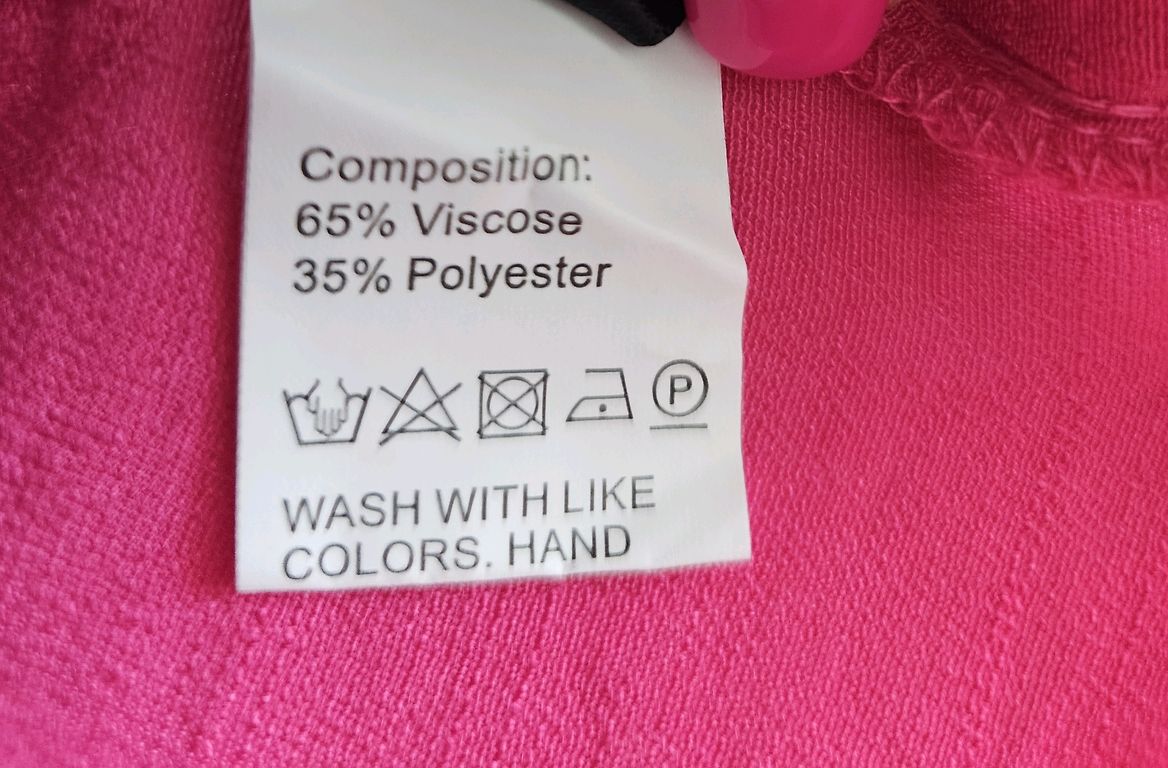 Composition:
65% Viscose
35% Polyester
P
WASH WITH LIKE
COLORS. HAND